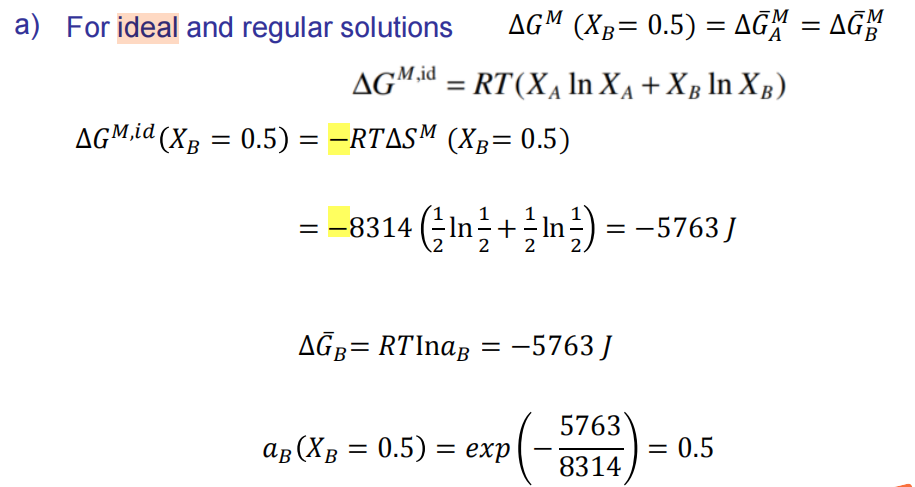 a) For ideal and regular solutions ΔG^M (X_B= 0.5) = ΔḠ_A^M = ΔḠ_B^M
ΔG^{M,id} = RT(X_A ln X_A + X_B ln X_B)
ΔG^{M,id}(X_B = 0.5) = −RTΔS^M (X_B= 0.5)
= −8314 (1/2 ln 1/2 + 1/2 ln 1/2) = −5763 J
ΔḠ_B= RTIna_B = −5763 J
a_B(X_B = 0.5) = exp(−5763/8314) = 0.5